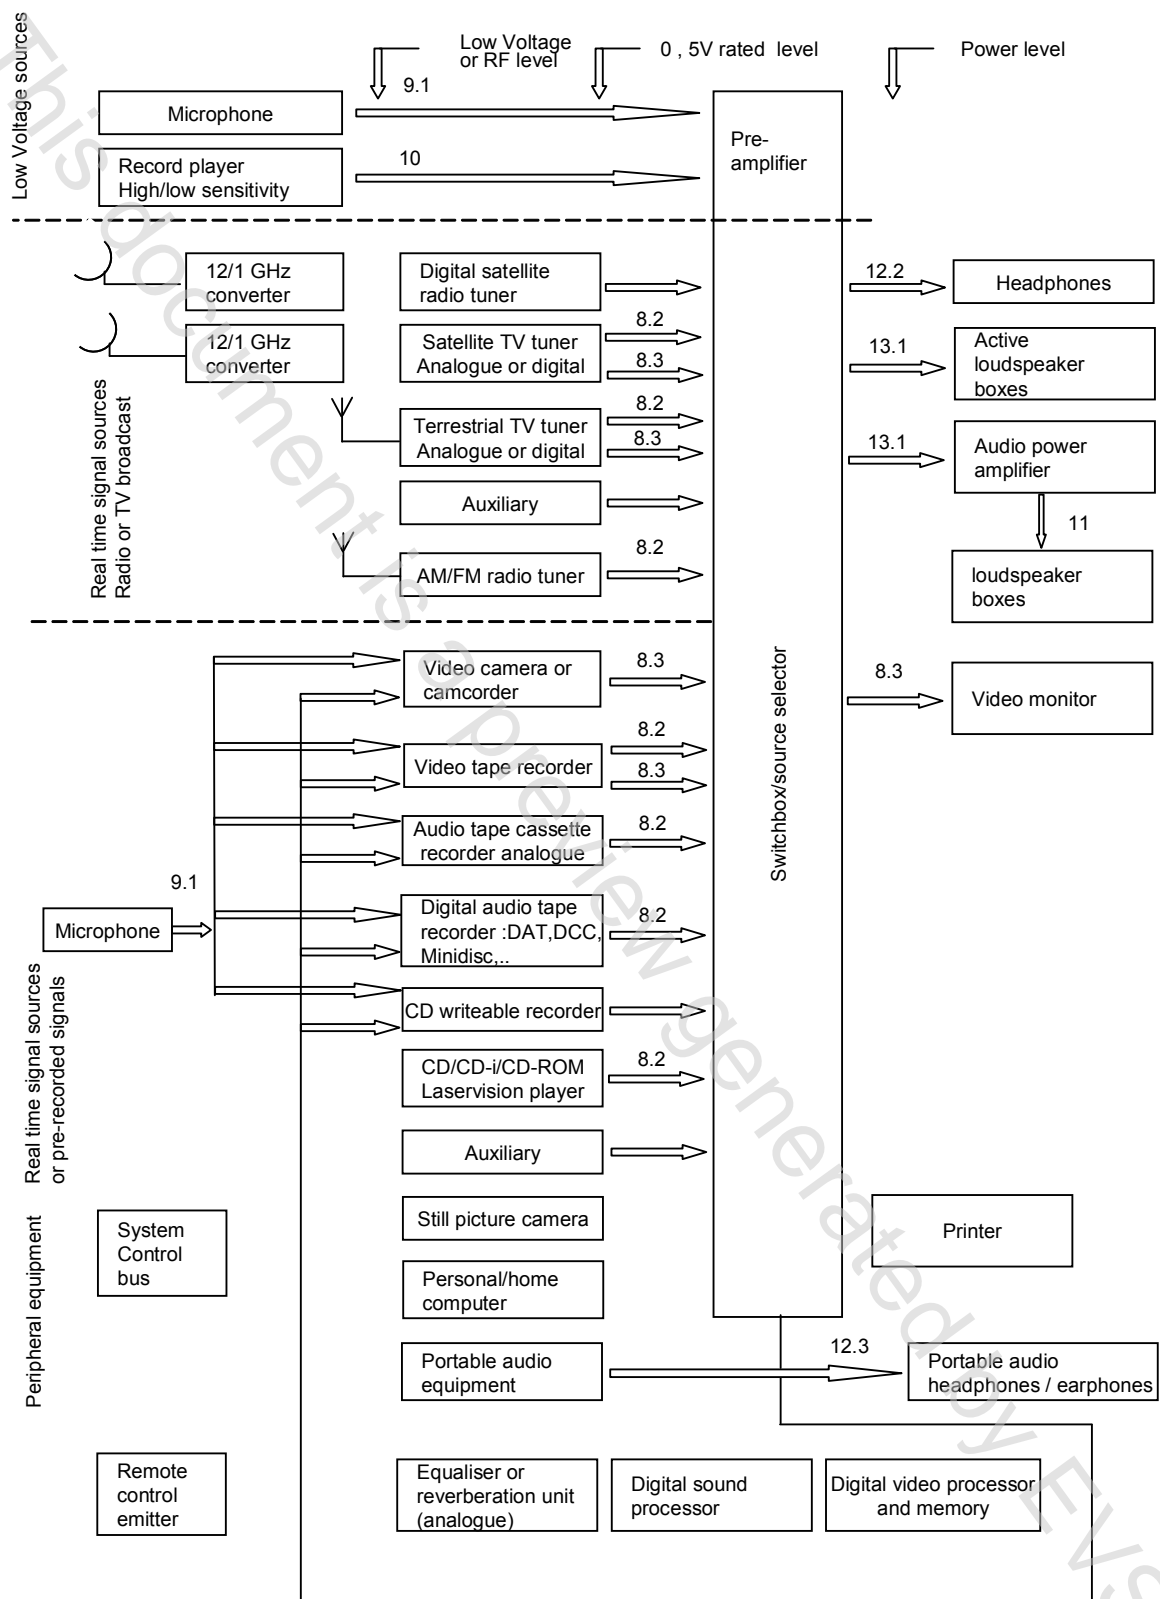 Low Voltage sources
Low Voltage
or RF level
0 , 5V rated level
Power level
Microphone
9.1
Record player
High/low sensitivity
10
Pre-
amplifier
12/1 GHz
converter
Digital satellite
radio tuner
12.2
Headphones
12/1 GHz
converter
Satellite TV tuner
Analogue or digital
8.2
8.3
13.1
Active
loudspeaker
boxes
Real time signal sources
Radio or TV broadcast
Terrestrial TV tuner
Analogue or digital
8.2
8.3
13.1
Audio power
amplifier
Auxiliary
11
AM/FM radio tuner
8.2
loudspeaker
boxes
Switchbox/source selector
Video camera or
camcorder
8.3
8.3
Video monitor
Video tape recorder
8.2
8.3
Audio tape cassette
recorder analogue
8.2
9.1
Microphone
Digital audio tape
recorder :DAT,DCC,
Minidisc,..
8.2
Real time signal sources
or pre-recorded signals
CD writeable recorder
CD/CD-i/CD-ROM
Laservision player
8.2
Auxiliary
Peripheral equipment
System
Control
bus
Still picture camera
Printer
Personal/home
computer
Portable audio
equipment
12.3
Portable audio
headphones / earphones
Remote
control
emitter
Equaliser or
reverberation unit
(analogue)
Digital sound
processor
Digital video processor
and memory
This document is a preview generated by EVS